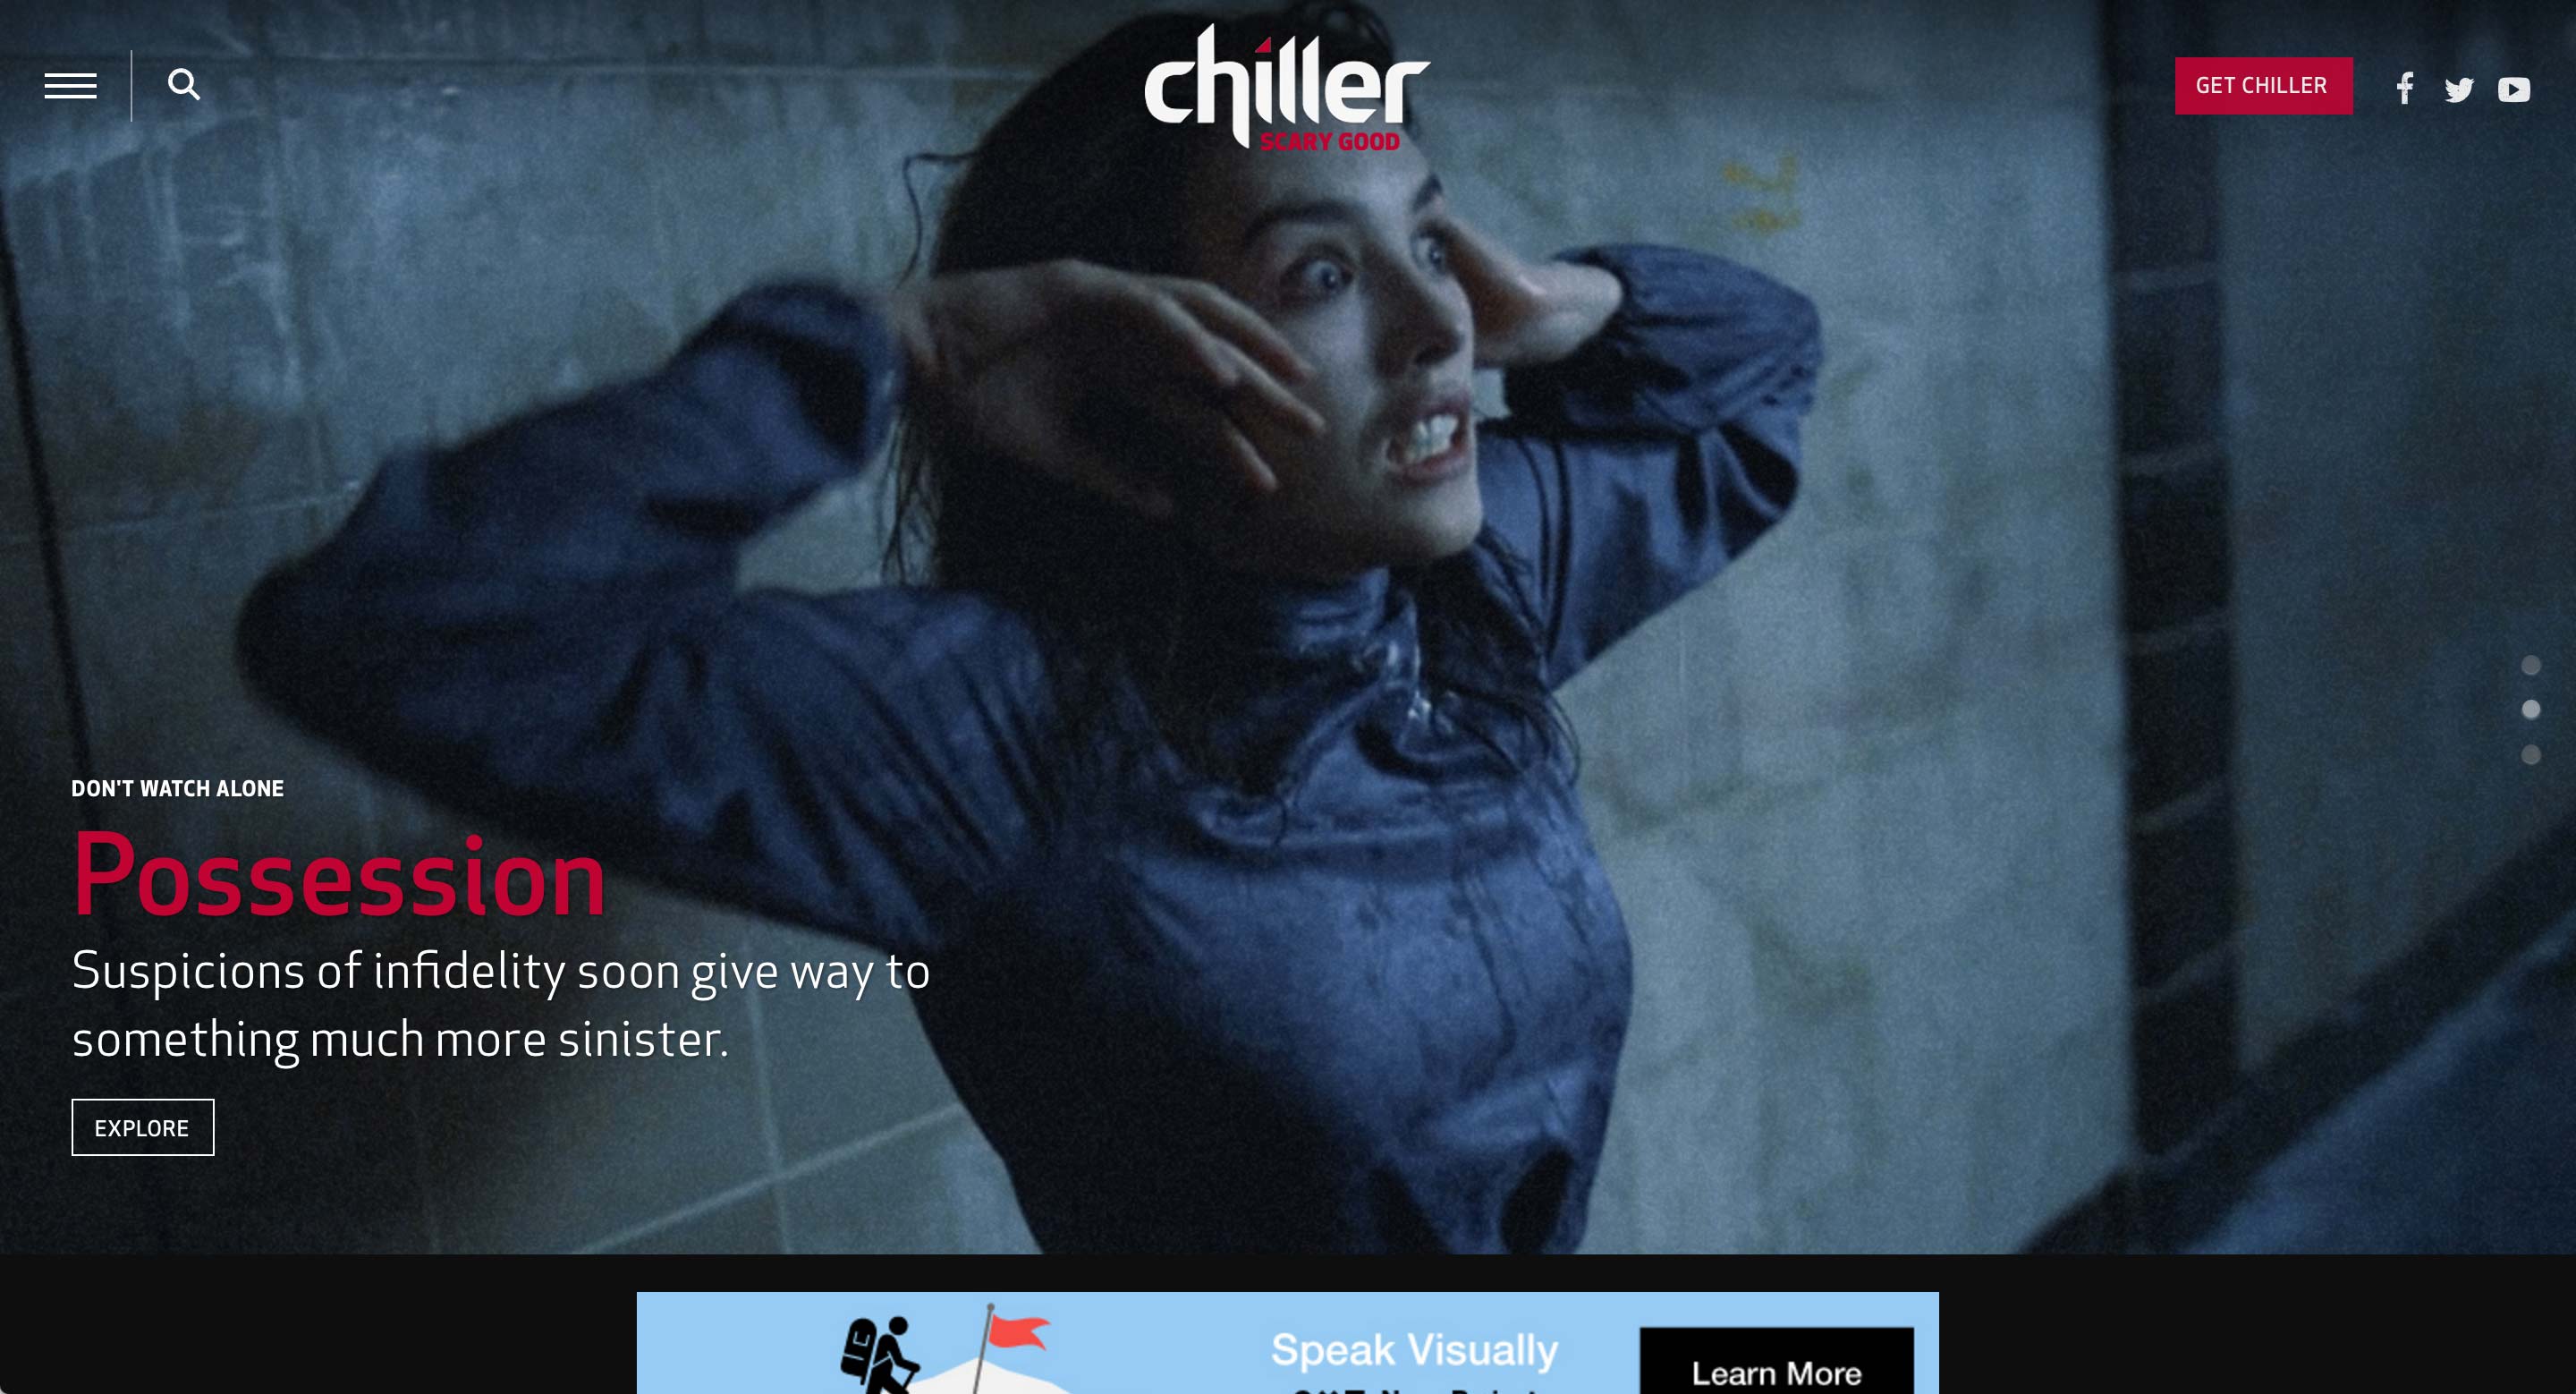 chiller
SCARY GOOD
GET CHILLER
DON'T WATCH ALONE
Possession
Suspicions of infidelity soon give way to
something much more sinister.
EXPLORE
Speak Visually
Learn More